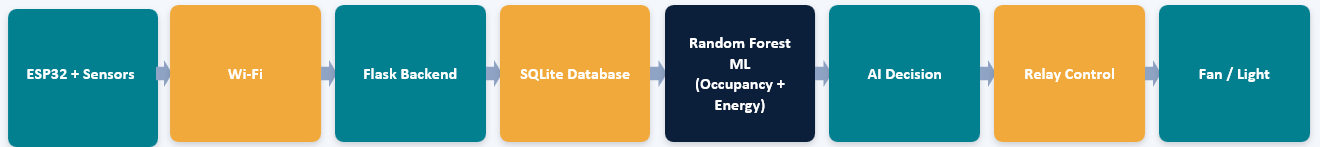 ESP32 + Sensors
Wi-Fi
Flask Backend
SQLite Database
Random Forest
ML
(Occupancy +
Energy)
AI Decision
Relay Control
Fan / Light